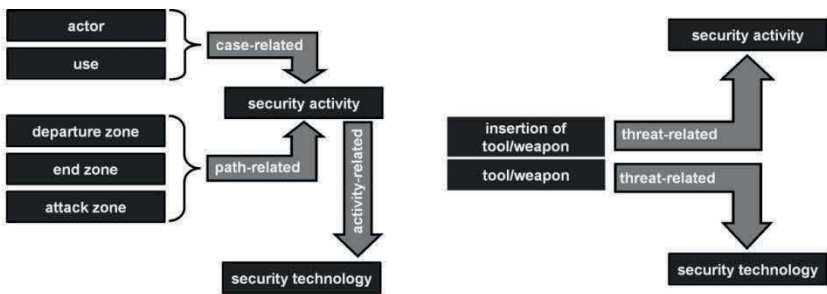 actor
use
case-related
security activity
departure zone
end zone
attack zone
path-related
activity-related
security technology
security activity
insertion of
tool/weapon
threat-related
tool/weapon
threat-related
security technology